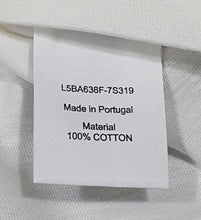 L5BA638F-7S319
Made in Portugal
Material
100% COTTON